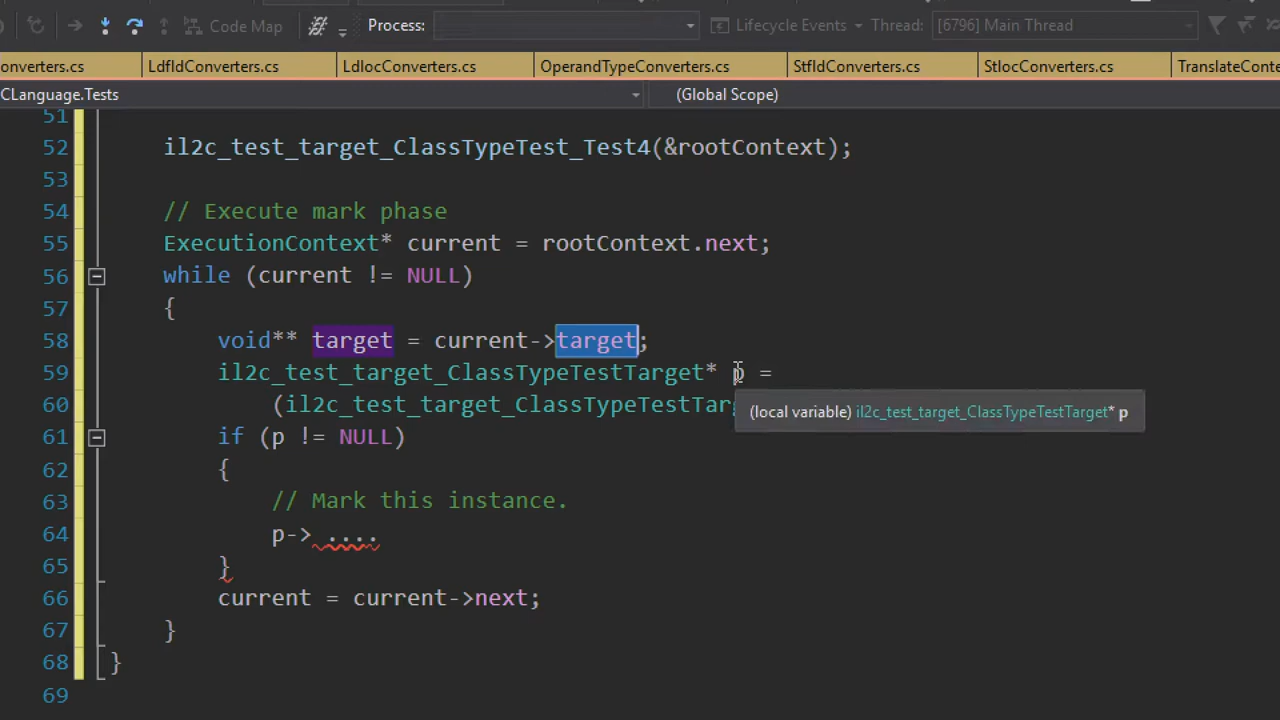 Code Map Process: Lifecycle Events Thread: [6796] Main Thread
onverters.cs LdfldConverters.cs LdlocConverters.cs OperandTypeConverters.cs StfldConverters.cs StlocConverters.cs TranslateConte
CLanguage.Tests (Global Scope)
51
52 il2c_test_target_ClassTypeTest_Test4(&rootContext);
53
54 // Execute mark phase
55 ExecutionContext* current = rootContext.next;
56 while (current != NULL)
57 {
58 void** target = current->target;
59 il2c_test_target_ClassTypeTestTarget* p =
60 (il2c_test_target_ClassTypeTestTarg
(local variable) il2c_test_target_ClassTypeTestTarget* p
61 if (p != NULL)
62 {
63 // Mark this instance.
64 p-> ....
65 }
66 current = current->next;
67 }
68 }
69